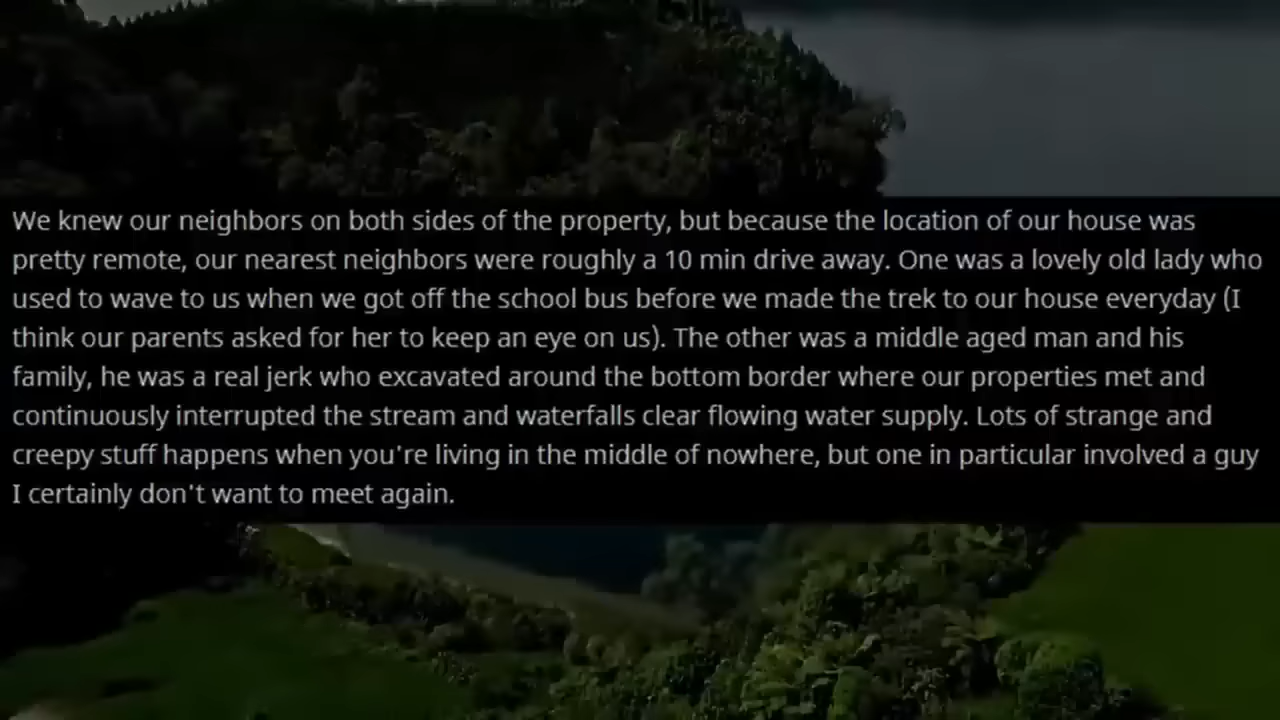 We knew our neighbors on both sides of the property, but because the location of our house was
pretty remote, our nearest neighbors were roughly a 10 min drive away. One was a lovely old lady who
used to wave to us when we got off the school bus before we made the trek to our house everyday (I
think our parents asked for her to keep an eye on us). The other was a middle aged man and his
family, he was a real jerk who excavated around the bottom border where our properties met and
continuously interrupted the stream and waterfalls clear flowing water supply. Lots of strange and
creepy stuff happens when you're living in the middle of nowhere, but one in particular involved a guy
I certainly don't want to meet again.